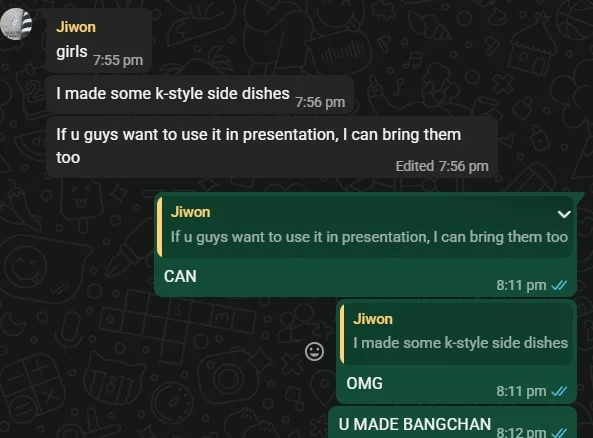 Jiwon
girls 7:55 pm
I made some k-style side dishes 7:56 pm
If u guys want to use it in presentation, I can bring them
too
Edited 7:56 pm
Jiwon
If u guys want to use it in presentation, I can bring them too
CAN
8:11 pm
Jiwon
I made some k-style side dishes
OMG
8:11 pm
U MADE BANGCHAN 8:12 pm